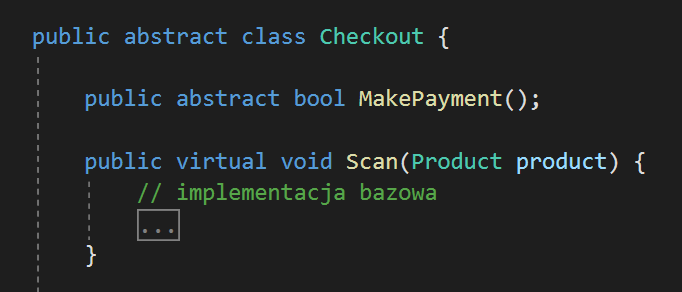 public abstract class Checkout {
public abstract bool MakePayment();
public virtual void Scan(Product product) {
// implementacja bazowa
...
}